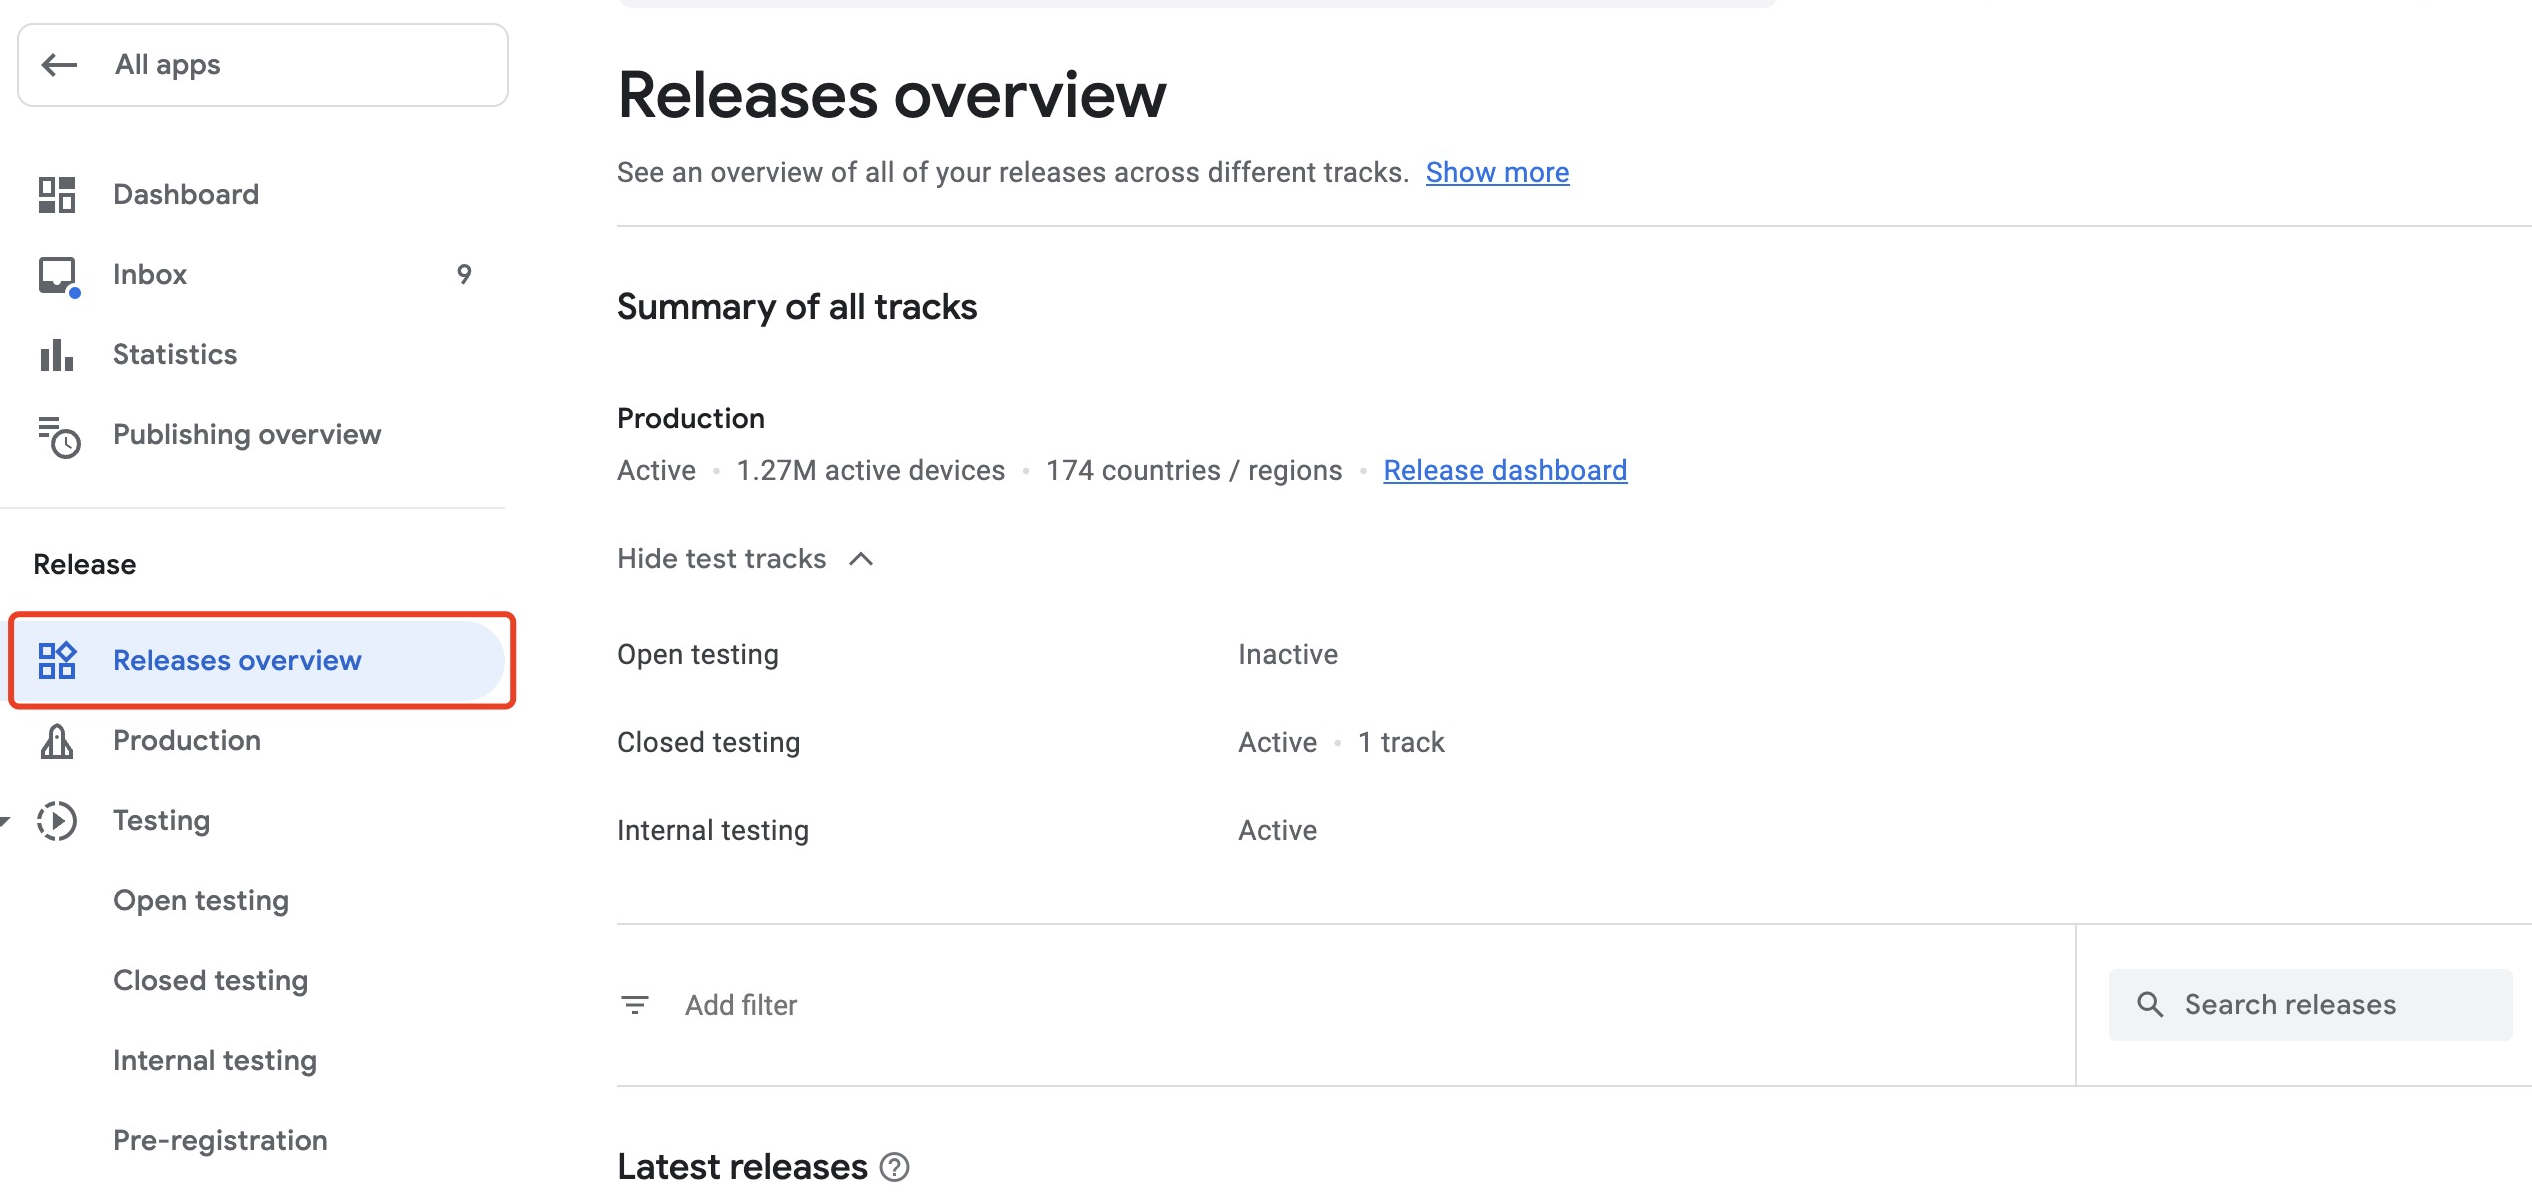 All apps
Dashboard
Inbox 9
Statistics
Publishing overview
Release
Releases overview
Production
Testing
Open testing
Closed testing
Internal testing
Pre-registration
Releases overview
See an overview of all of your releases across different tracks. Show more
Summary of all tracks
Production
Active • 1.27M active devices • 174 countries / regions • Release dashboard
Hide test tracks
Open testing Inactive
Closed testing Active • 1 track
Internal testing Active
Add filter Search releases
Latest releases